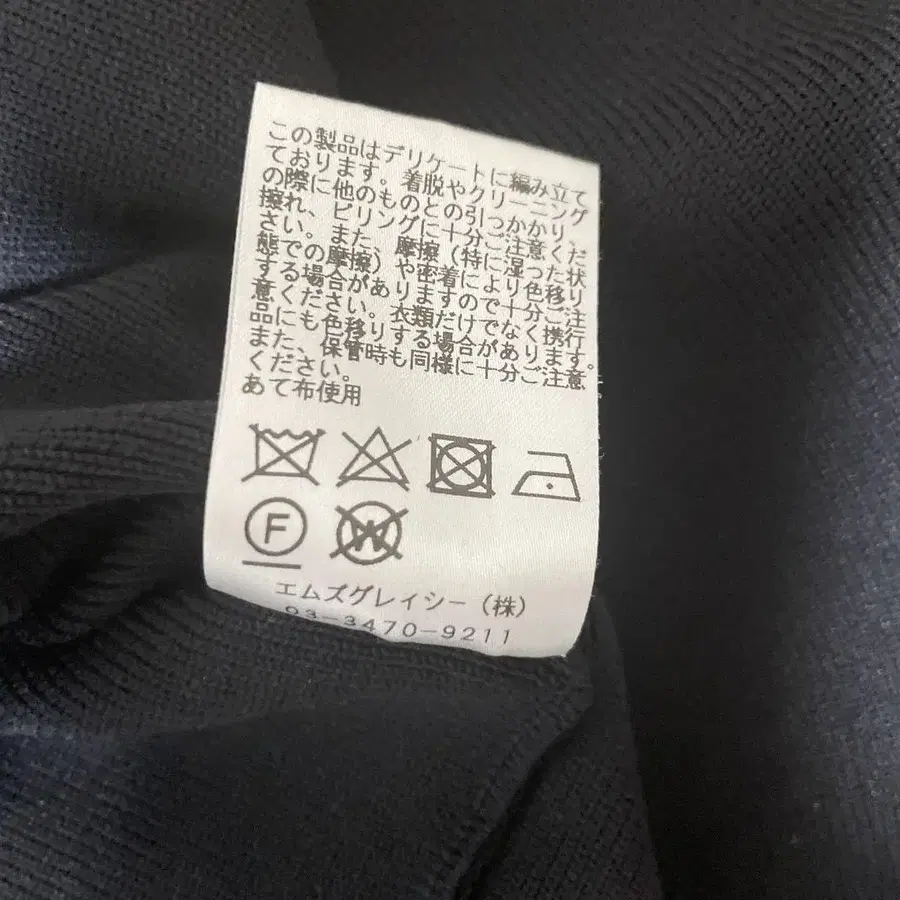 この製品はデリケートに編み立て
ております。着脱やクリーニング
の際に他のものとの引っかかり、
擦れ、ピリングに十分ご注意くだ
さい。また、摩擦（特に湿った状
態での摩擦）や密着により色移り
する場合がありますので十分ご注
意ください。衣類だけでなく携行
品にも色移りする場合があります。
また、保管時も同様に十分ご注意
ください。
あて布使用
F W
エムズグレイシー（株）
03-3470-9211